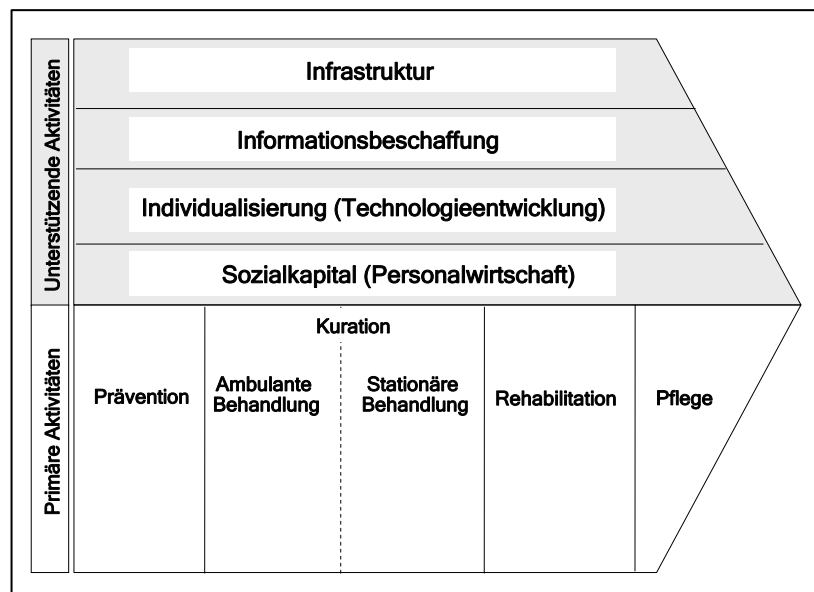 Unterstützende Aktivitäten
Infrastruktur
Informationsbeschaffung
Individualisierung (Technologieentwicklung)
Sozialkapital (Personalwirtschaft)
Primäre Aktivitäten
Kuration
Prävention
Ambulante
Behandlung
Stationäre
Behandlung
Rehabilitation
Pflege